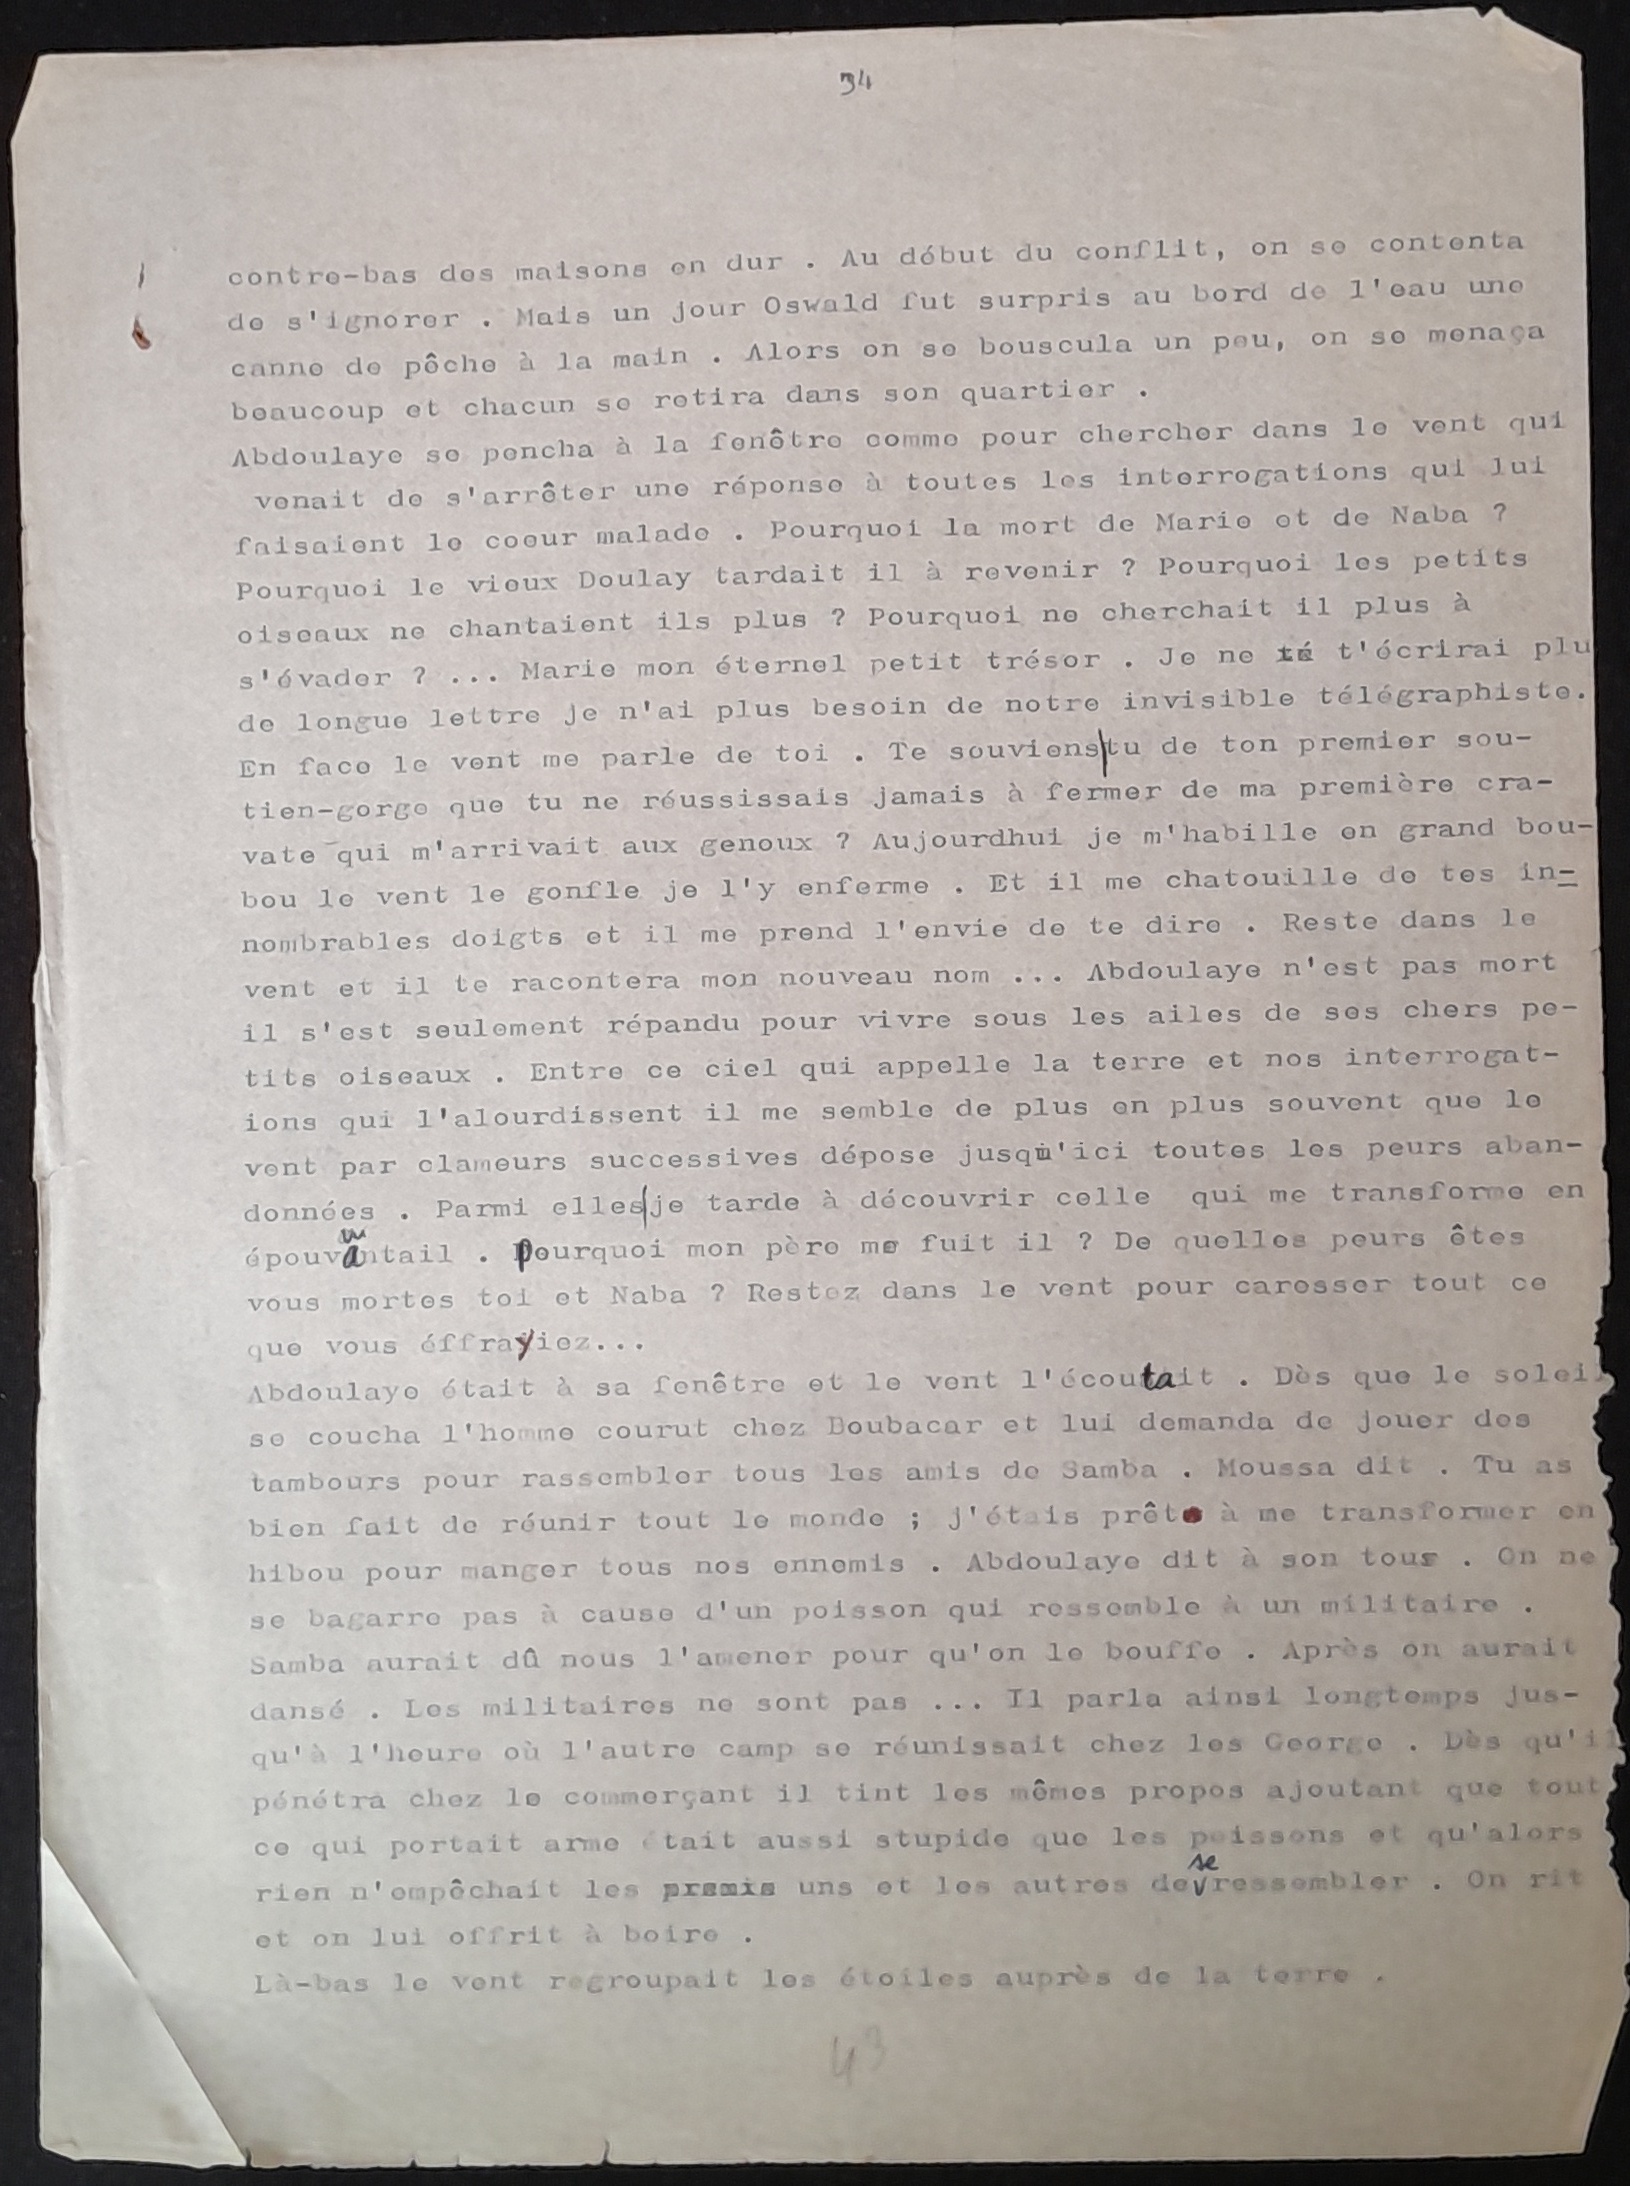 34
contre-bas des maisons en dur . Au début du conflit, on se contenta
de s'ignorer . Mais un jour Oswald fut surpris au bord de l'eau une
canne de pêche à la main . Alors on se bouscula un peu, on se menaça
beaucoup et chacun se retira dans son quartier .
Abdoulaye se pencha à la fenêtre comme pour chercher dans le vent qui
venait de s'arrêter une réponse à toutes les interrogations qui lui
faisaient le coeur malade . Pourquoi la mort de Marie et de Naba ?
Pourquoi le vieux Doulay tardait il à revenir ? Pourquoi les petits
oiseaux ne chantaient ils plus ? Pourquoi ne cherchait il plus à
s'évader ? ... Marie mon éternel petit trésor . Je ne t'écrirai plu
de longue lettre je n'ai plus besoin de notre invisible télégraphiste.
En face le vent me parle de toi . Te souviens|tu de ton premier sou-
tien-gorge que tu ne réussissais jamais à fermer de ma première cra-
vate qui m'arrivait aux genoux ? Aujourdhui je m'habille en grand bou-
bou le vent le gonfle je l'y enferme . Et il me chatouille de tes in-
nombrables doigts et il me prend l'envie de te dire . Reste dans le
vent et il te racontera mon nouveau nom ... Abdoulaye n'est pas mort
il s'est seulement répandu pour vivre sous les ailes de ses chers pe-
tits oiseaux . Entre ce ciel qui appelle la terre et nos interrogat-
ions qui l'alourdissent il me semble de plus en plus souvent que le
vent par clameurs successives dépose jusqu'ici toutes les peurs aban-
données . Parmi elles|je tarde à découvrir celle qui me transforme en
épouvantail . Pourquoi mon père me fuit il ? De quelles peurs êtes
vous mortes toi et Naba ? Restez dans le vent pour caresser tout ce
que vous éffrayiez...
Abdoulaye était à sa fenêtre et le vent l'écoutait . Dès que le soleil
se coucha l'homme courut chez Boubacar et lui demanda de jouer des
tambours pour rassembler tous les amis de Samba . Moussa dit . Tu as
bien fait de réunir tout le monde ; j'étais prêt à me transformer en
hibou pour manger tous nos ennemis . Abdoulaye dit à son tour . On ne
se bagarre pas à cause d'un poisson qui ressemble à un militaire .
Samba aurait dû nous l'amener pour qu'on le bouffe . Après on aurait
dansé . Les militaires ne sont pas ... Il parla ainsi longtemps jus-
qu'à l'heure où l'autre camp se réunissait chez les George . Dès qu'il
pénétra chez le commerçant il tint les mêmes propos ajoutant que tout
ce qui portait arme était aussi stupide que les poissons et qu'alors
rien n'empêchait les uns et les autres de se ressembler . On rit
et on lui offrit à boire .
Là-bas le vent regroupait les étoiles auprès de la terre .
43